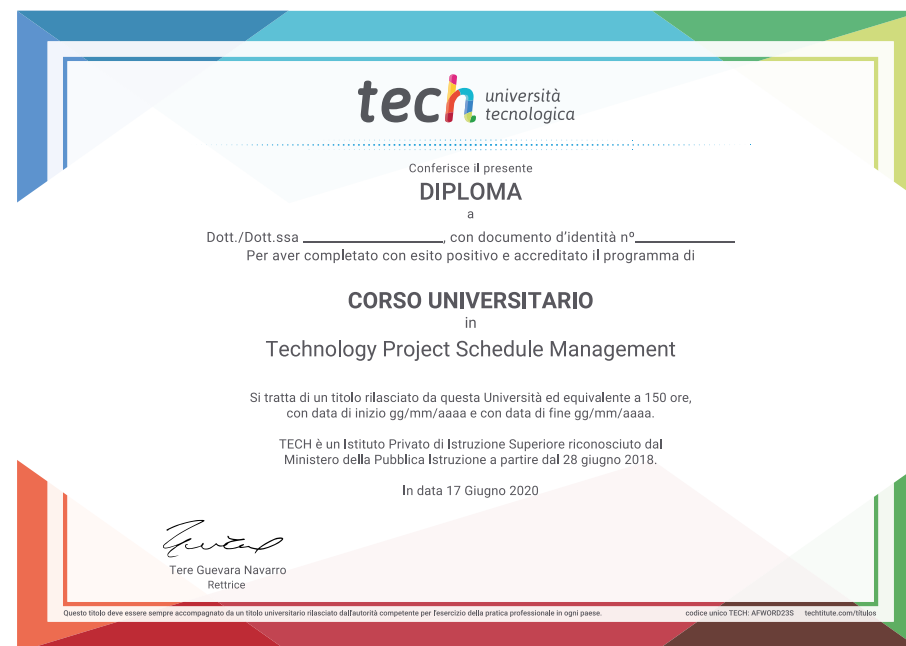 tech università
tecnologica
Conferisce il presente
DIPLOMA
a
Dott./Dott.ssa ________________, con documento d'identità nº____________
Per aver completato con esito positivo e accreditato il programma di
CORSO UNIVERSITARIO
in
Technology Project Schedule Management
Si tratta di un titolo rilasciato da questa Università ed equivalente a 150 ore,
con data di inizio gg/mm/aaaa e con data di fine gg/mm/aaaa.
TECH è un Istituto Privato di Istruzione Superiore riconosciuto dal
Ministero della Pubblica Istruzione a partire dal 28 giugno 2018.
In data 17 Giugno 2020
Tere Guevara Navarro
Rettrice
Questo titolo deve essere sempre accompagnato da un titolo universitario rilasciato dall'autorità competente per l'esercizio della pratica professionale in ogni paese. codice unico TECH: AFWORD23S techtitute.com/títulos